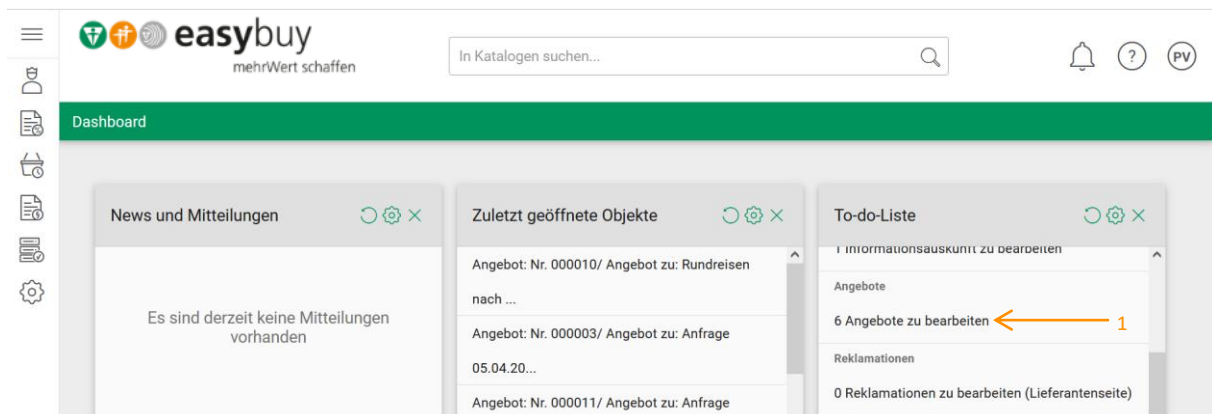 easybuy
mehrWert schaffen
In Katalogen suchen...
?
PV
Dashboard
News und Mitteilungen
Es sind derzeit keine Mitteilungen
vorhanden
Zuletzt geöffnete Objekte
Angebot: Nr. 000010/ Angebot zu: Rundreisen
nach ...
Angebot: Nr. 000003/ Angebot zu: Anfrage
05.04.20...
Angebot: Nr. 000011/ Angebot zu: Anfrage
To-do-Liste
1 Informationsauskunft zu bearbeiten
Angebote
6 Angebote zu bearbeiten
1
Reklamationen
0 Reklamationen zu bearbeiten (Lieferantenseite)